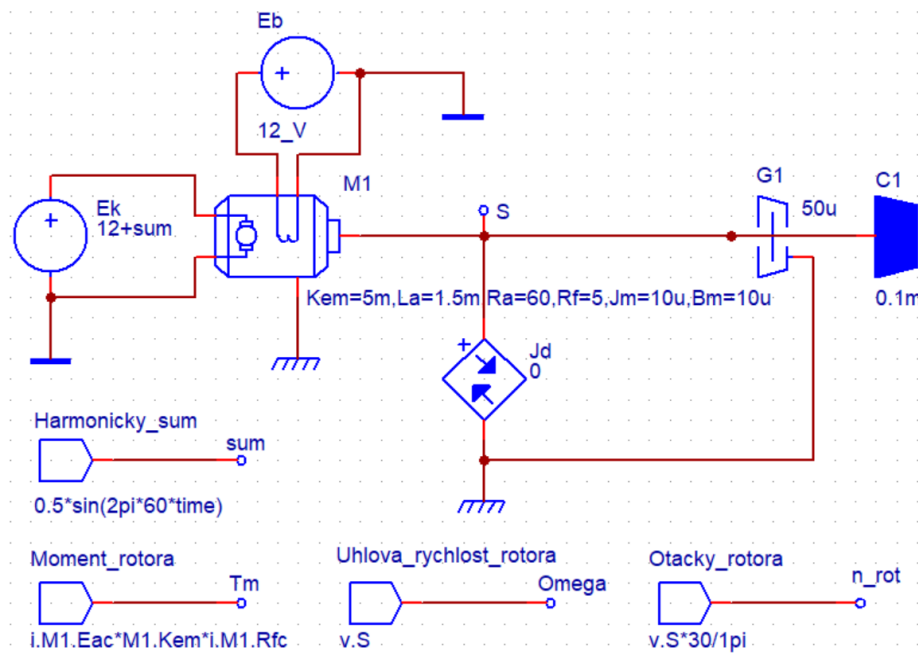 Eb
12_V
M1
Ek
12+sum
S
G1
50u
C1
Kem=5m,La=1.5m,Ra=60,Rf=5,Jm=10u,Bm=10u
0.1m
Jd
0
Harmonicky_sum
sum
0.5*sin(2pi*60*time)
Moment_rotora
Tm
i.M1.Eac*M1.Kem*i.M1.Rfc
Uhlova_rychlost_rotora
Omega
v.S
Otacky_rotora
n_rot
v.S*30/1pi